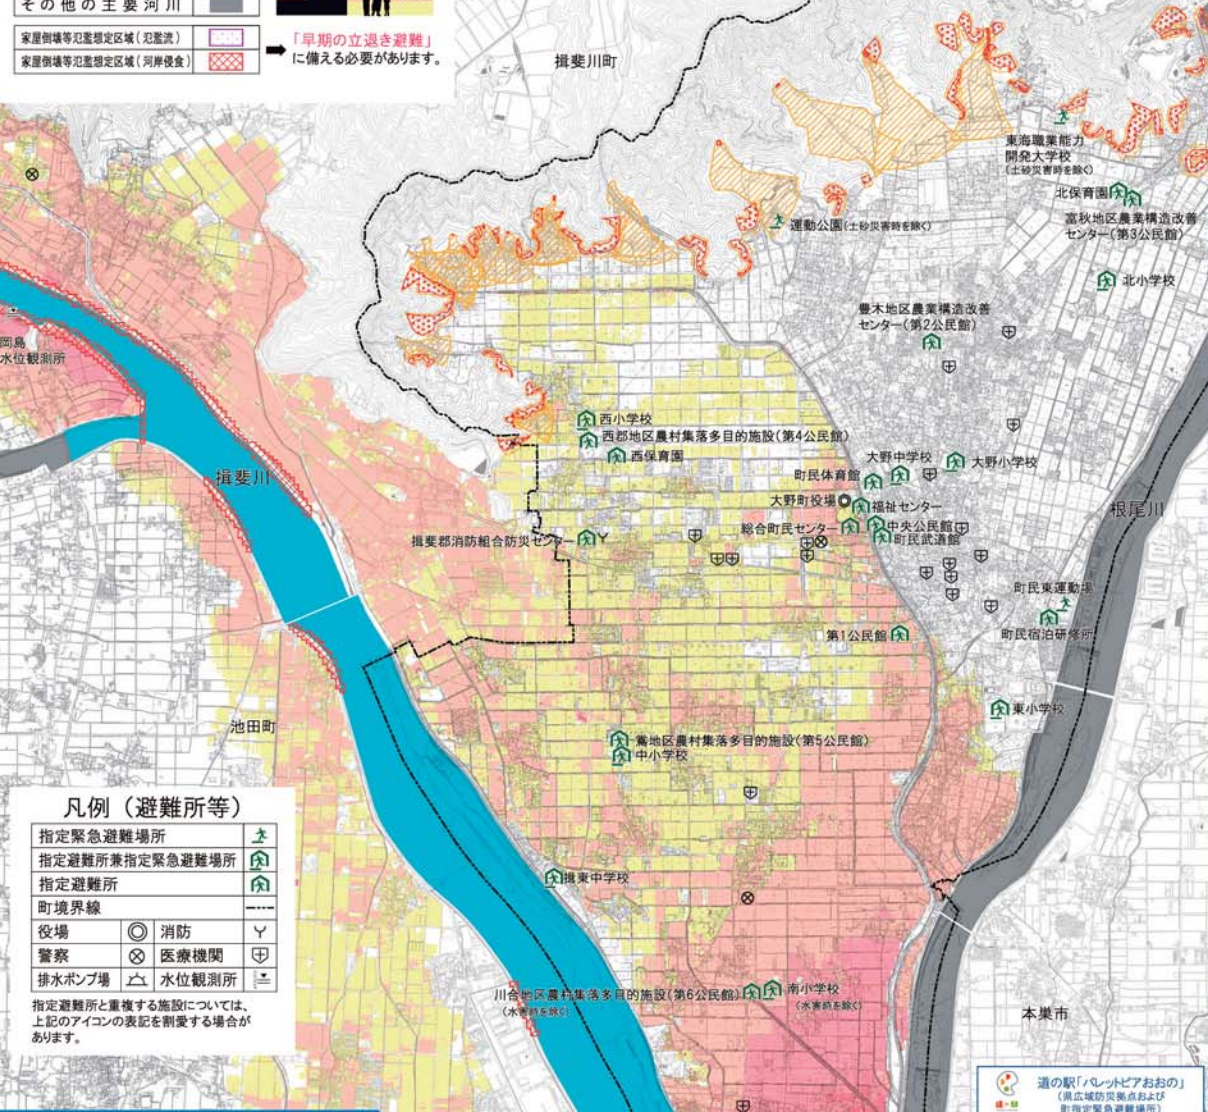 その他の主要河川
家屋倒壊等氾濫想定区域(氾濫流)
家屋倒壊等氾濫想定区域(河岸侵食)
「早期の立退き避難」
に備える必要があります。
揖斐川町
東海職業能力
開発大学校
(土砂災害時を除く)
北保育園
富秋地区農業構造改善
センター(第3公民館)
運動公園(土砂災害時を除く)
北小学校
豊木地区農業構造改善
センター(第2公民館)
岡島
水位観測所
西小学校
西郡地区農村集落多目的施設(第4公民館)
西保育園
大野中学校
大野小学校
町民体育館
揖斐川
大野町役場
福祉センター
根尾川
総合町民センター
中央公民館
町民武道館
揖斐郡消防組合防災センター
町民東運動場
町民宿泊研修所
第1公民館
東小学校
池田町
鶯地区農村集落多目的施設(第5公民館)
中小学校
揖東中学校
川合地区農村集落多目的施設(第6公民館)
(水害時を除く)
南小学校
(水害時を除く)
本巣市
凡例(避難所等)
指定緊急避難場所
指定避難所兼指定緊急避難場所
指定避難所
町境界線
役場 消防
警察 医療機関
排水ポンプ場 水位観測所
指定避難所と重複する施設については、
上記のアイコンの表記を割愛する場合が
あります。
道の駅「パレットピアおおの」
(県広域防災拠点および
町指定緊急避難場所)